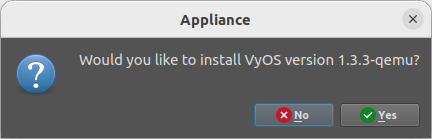 Appliance
Would you like to install VyOS version 1.3.3-qemu?
No
Yes